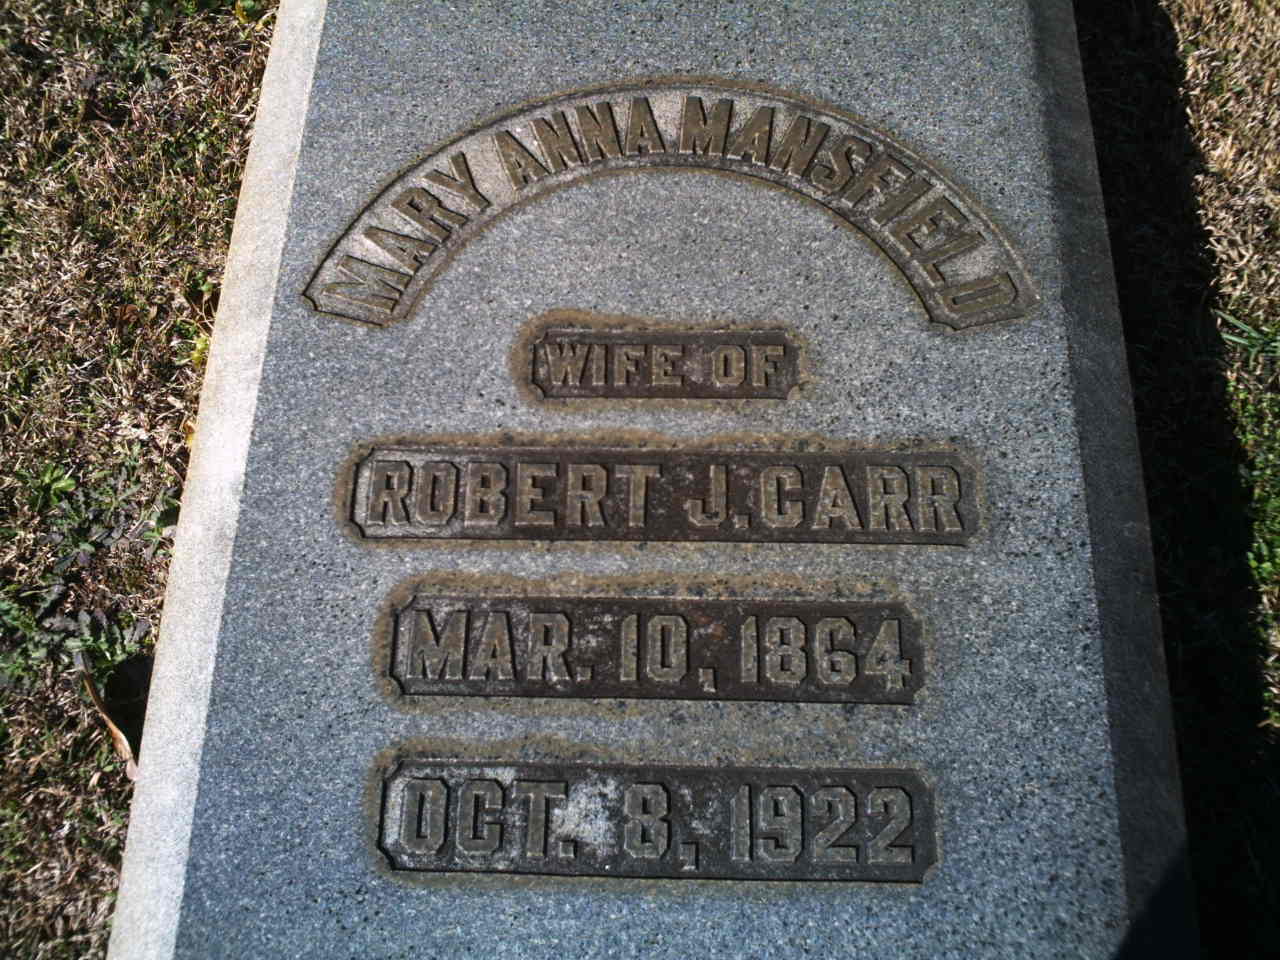 MARY ANNA MANSFIELD
WIFE OF
ROBERT J. CARR
MAR. 10, 1864
OCT. 8, 1922